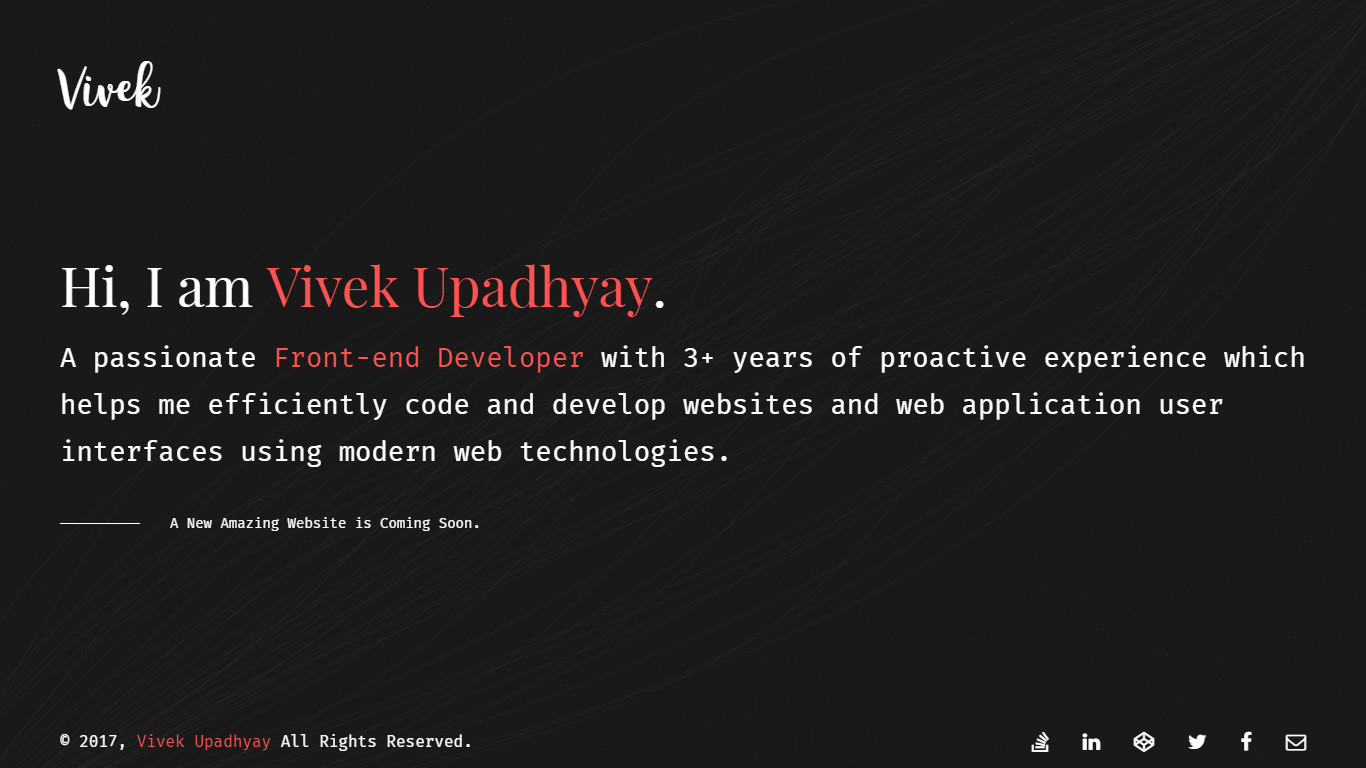 Vivek
Hi, I am Vivek Upadhyay.
A passionate Front-end Developer with 3+ years of proactive experience which
helps me efficiently code and develop websites and web application user
interfaces using modern web technologies.
A New Amazing Website is Coming Soon.
© 2017, Vivek Upadhyay All Rights Reserved.